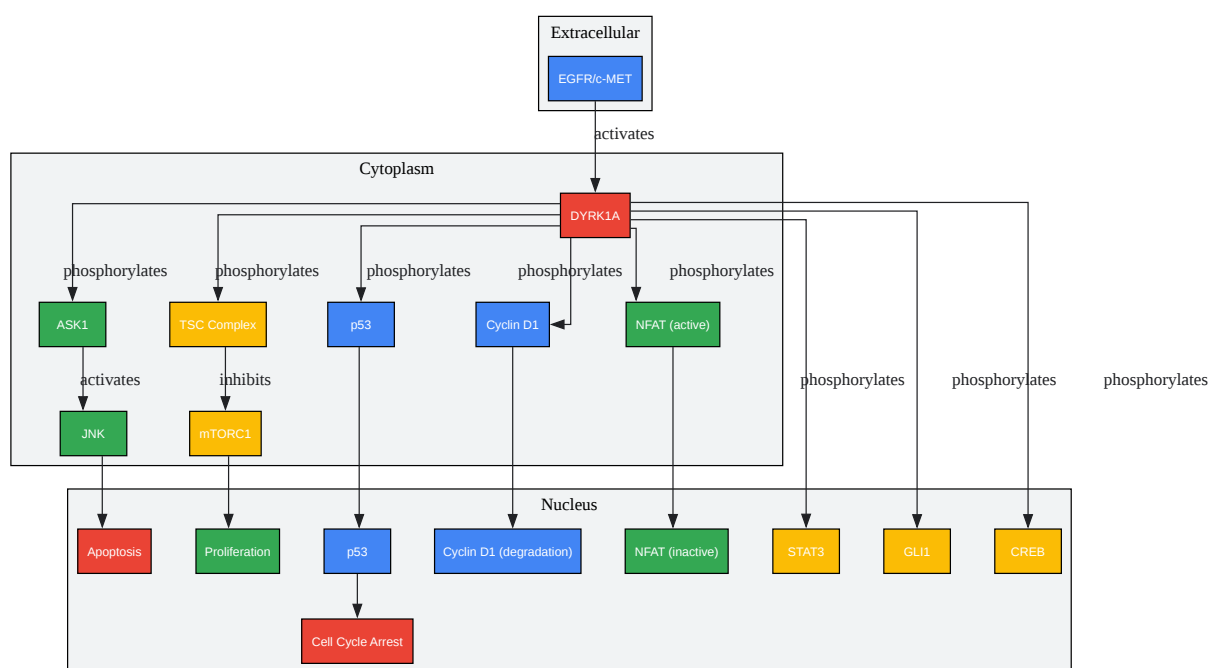 Extracellular
EGFR/c-MET
activates
Cytoplasm
DYRK1A
phosphorylates
phosphorylates
phosphorylates
phosphorylates
phosphorylates
ASK1
TSC Complex
p53
Cyclin D1
NFAT (active)
activates
inhibits
phosphorylates
phosphorylates
phosphorylates
JNK
mTORC1
Nucleus
Apoptosis
Proliferation
p53
Cyclin D1 (degradation)
NFAT (inactive)
STAT3
GLI1
CREB
Cell Cycle Arrest